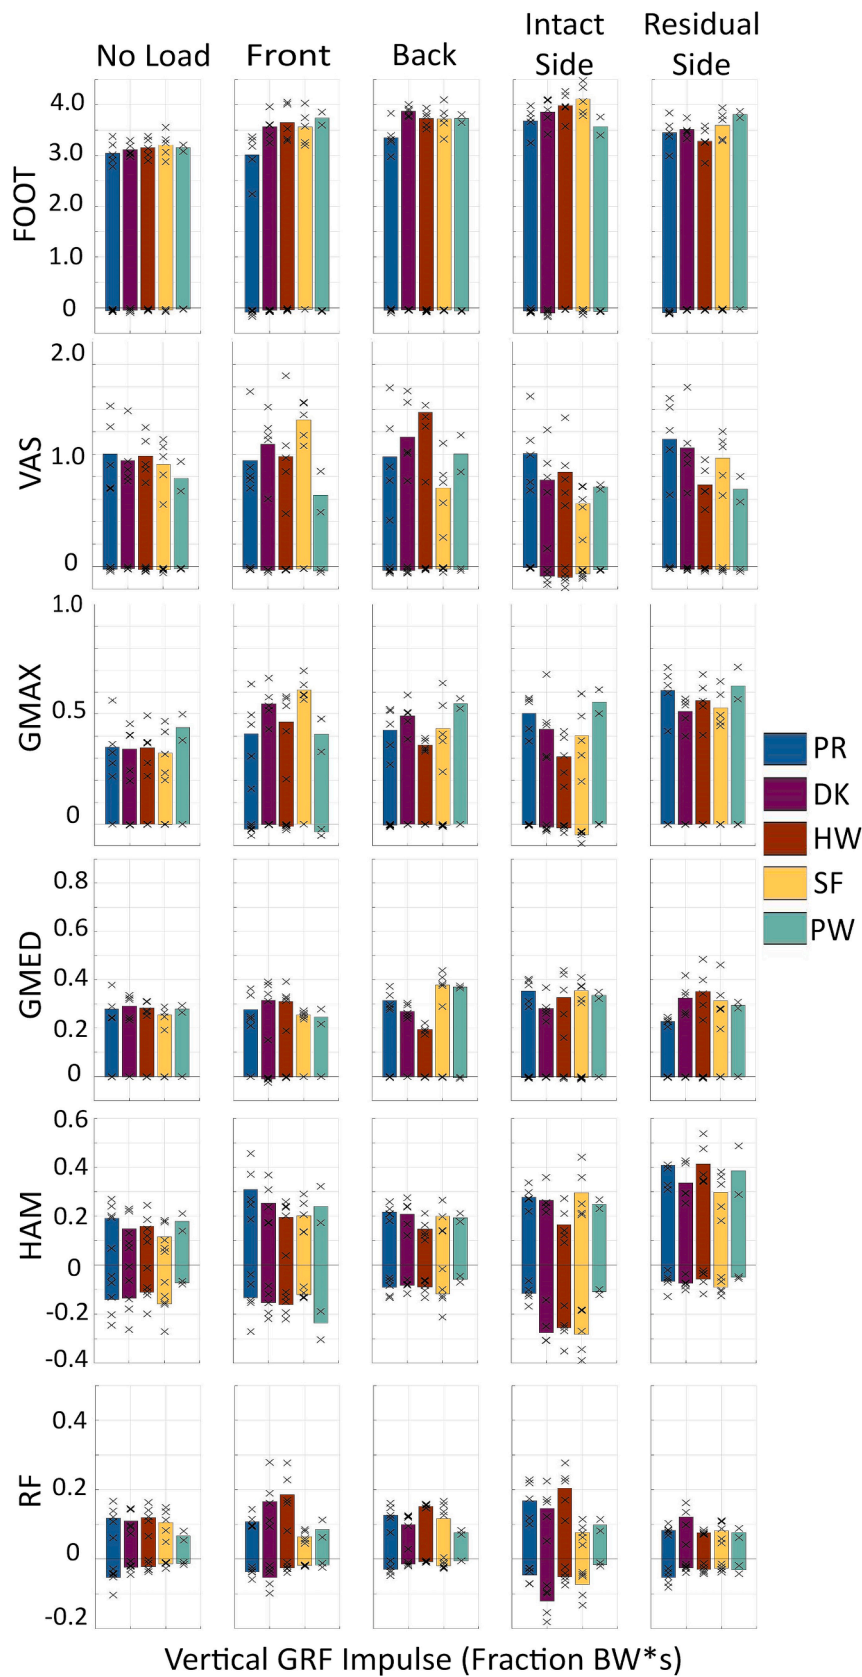 No Load Front Back Intact Side Residual Side
FOOT
4.0
3.0
2.0
1.0
0
VAS
2.0
1.0
0
GMAX
1.0
0.5
0
PR
DK
HW
SF
PW
GMED
0.8
0.6
0.4
0.2
0
HAM
0.6
0.4
0.2
0
-0.2
-0.4
RF
0.4
0.2
0
-0.2
Vertical GRF Impulse (Fraction BW*s)